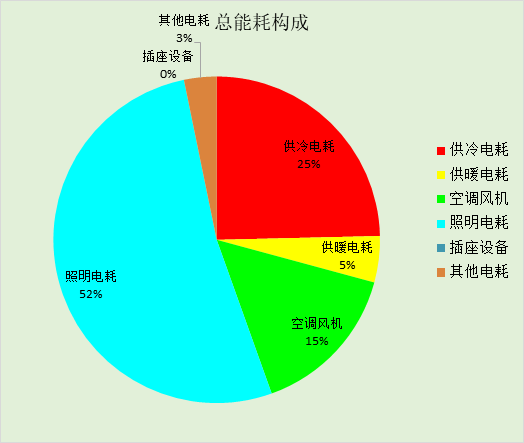 总能耗构成
其他电耗
3%
插座设备
0%
供冷电耗
25%
供暖电耗
5%
空调风机
15%
照明电耗
52%
供冷电耗
供暖电耗
空调风机
照明电耗
插座设备
其他电耗